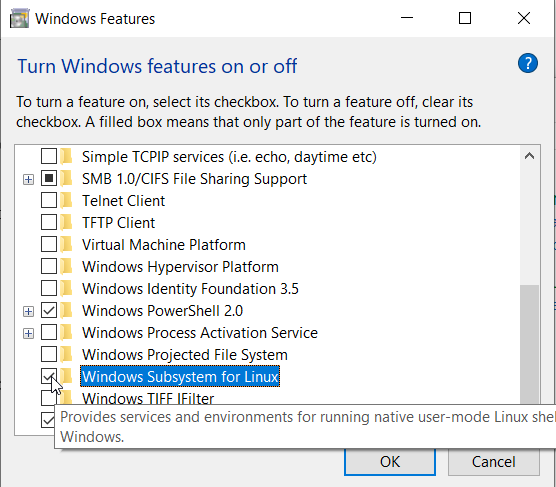 Windows Features
Turn Windows features on or off
?
To turn a feature on, select its checkbox. To turn a feature off, clear its
checkbox. A filled box means that only part of the feature is turned on.
Simple TCPIP services (i.e. echo, daytime etc)
SMB 1.0/CIFS File Sharing Support
Telnet Client
TFTP Client
Virtual Machine Platform
Windows Hypervisor Platform
Windows Identity Foundation 3.5
Windows PowerShell 2.0
Windows Process Activation Service
Windows Projected File System
Windows Subsystem for Linux
Windows TIFF IFilter
Provides services and environments for running native user-mode Linux shel
Windows.
OK Cancel